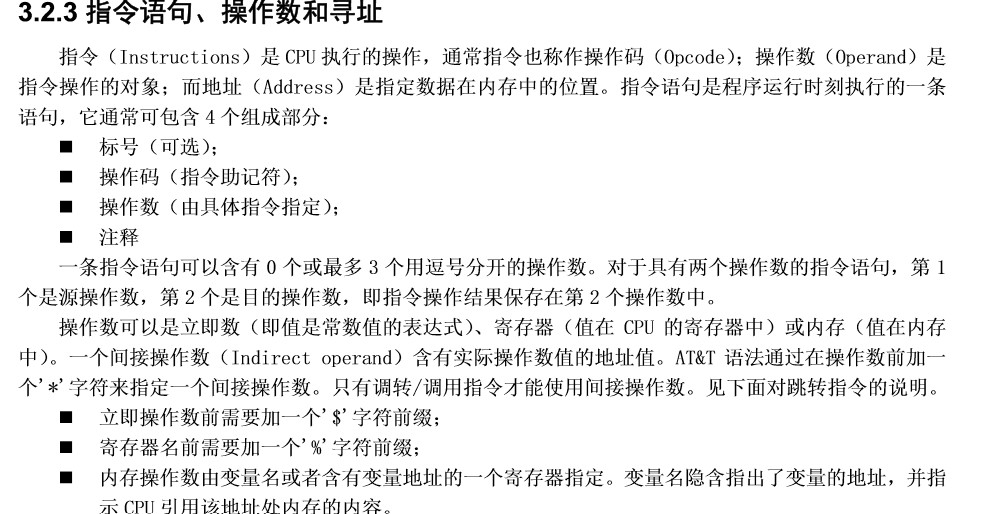 3.2.3 指令语句、操作数和寻址
指令（Instructions）是 CPU 执行的操作，通常指令也称作操作码（Opcode）；操作数（Operand）是
指令操作的对象；而地址（Address）是指定数据在内存中的位置。指令语句是程序运行时刻执行的一条
语句，它通常可包含 4 个组成部分：
■ 标号（可选）；
■ 操作码（指令助记符）；
■ 操作数（由具体指令指定）；
■ 注释
一条指令语句可以含有 0 个或最多 3 个用逗号分开的操作数。对于具有两个操作数的指令语句，第 1
个是源操作数，第 2 个是目的操作数，即指令操作结果保存在第 2 个操作数中。
操作数可以是立即数（即值是常数值的表达式）、寄存器（值在 CPU 的寄存器中）或内存（值在内存
中）。一个间接操作数（Indirect operand）含有实际操作数值的地址值。AT&T 语法通过在操作数前加一
个'*'字符来指定一个间接操作数。只有调转/调用指令才能使用间接操作数。见下面对跳转指令的说明。
■ 立即操作数前需要加一个'$'字符前缀；
■ 寄存器名前需要加一个'%'字符前缀；
■ 内存操作数由变量名或者含有变量地址的一个寄存器指定。变量名隐含指出了变量的地址，并指
示 CPU 引用该地址处内存的内容。